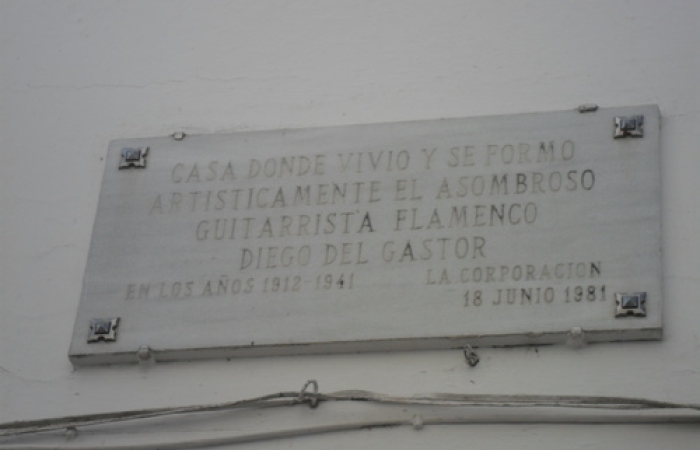 CASA DONDE VIVIO Y SE FORMO
ARTISTICAMENTE EL ASOMBROSO
GUITARRISTA FLAMENCO
DIEGO DEL GASTOR
EN LOS AÑOS 1912-1941
LA CORPORACION
18 JUNIO 1981